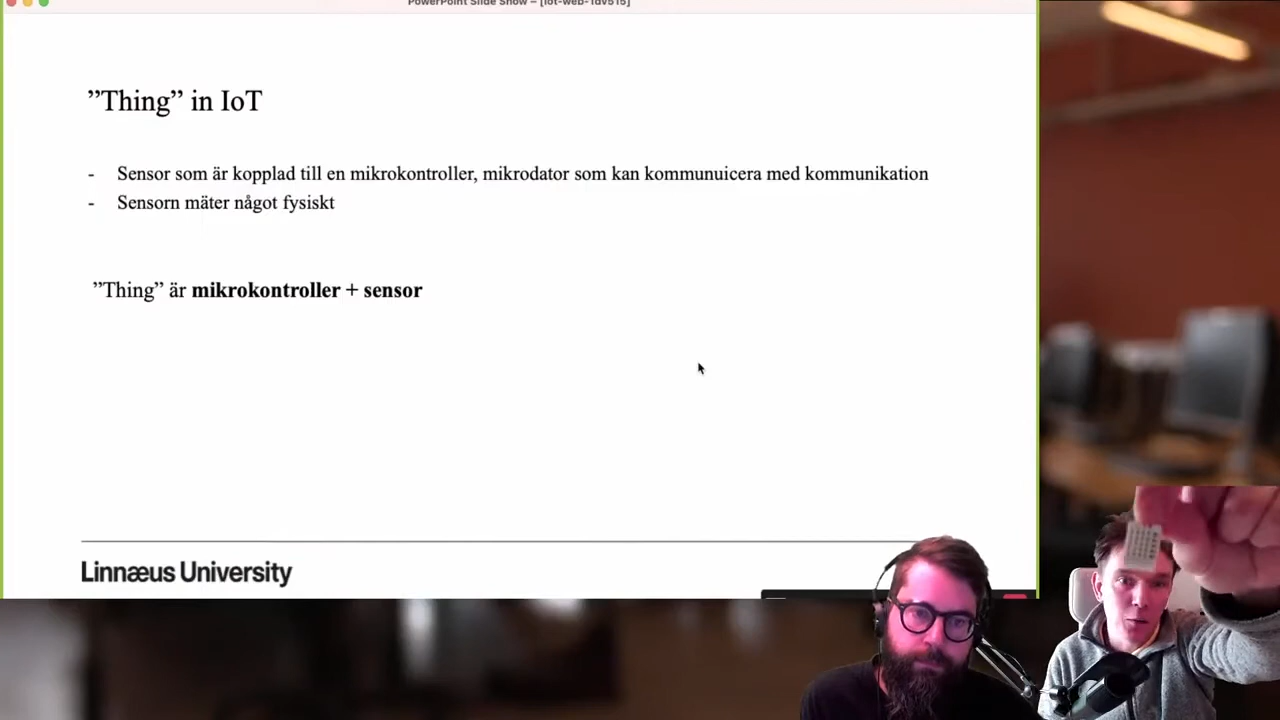 PowerPoint Slide Show – [iot-web-1dv515]
”Thing” in IoT
- Sensor som är kopplad till en mikrokontroller, mikrodator som kan kommunuicera med kommunikation
- Sensorn mäter något fysiskt
”Thing” är mikrokontroller + sensor
Linnæus University